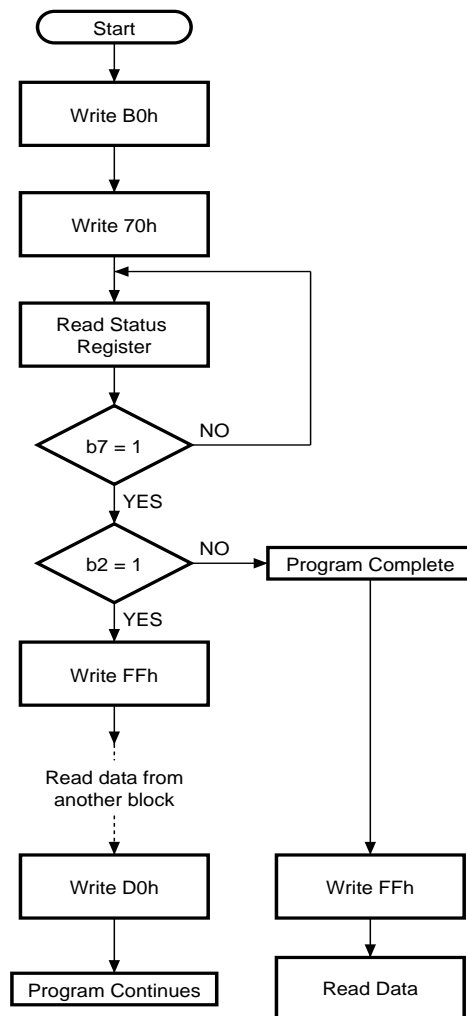 Start
Write B0h
Write 70h
Read Status
Register
b7 = 1
NO
YES
b2 = 1
NO
Program Complete
YES
Write FFh
Read data from
another block
Write D0h
Write FFh
Program Continues
Read Data